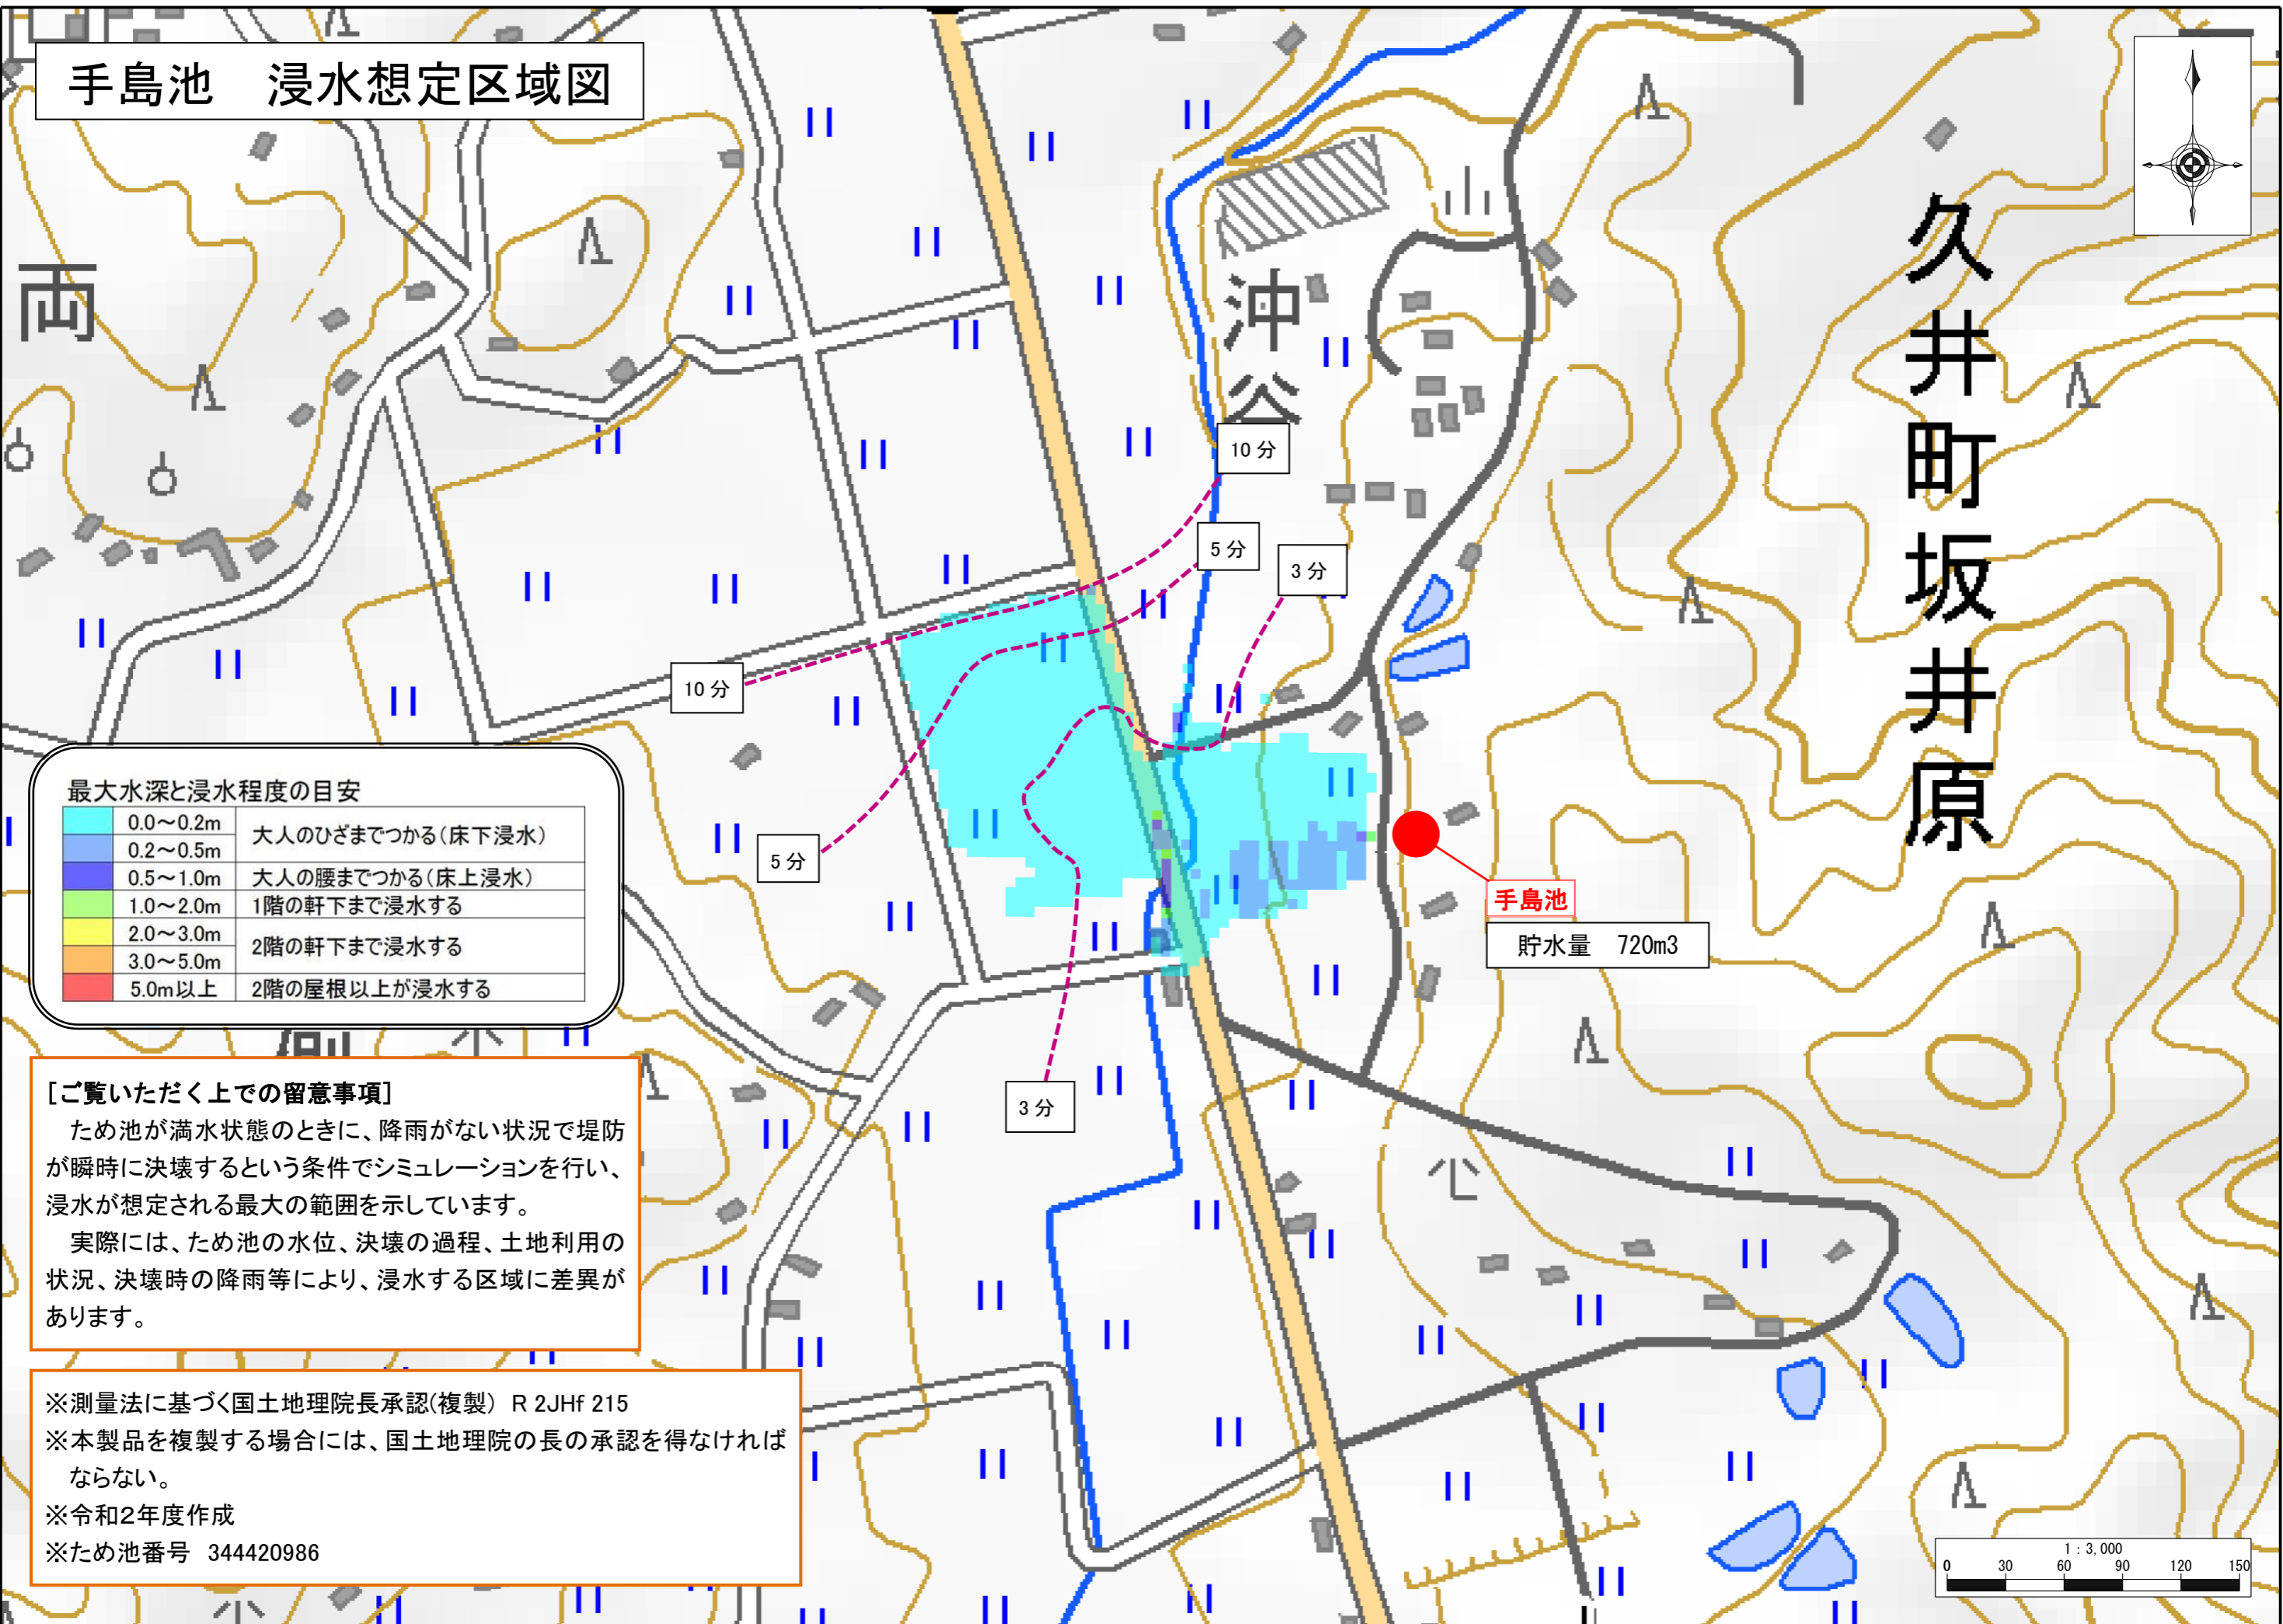 手島池　浸水想定区域図
両
沖谷
久井町坂井原
10分
5分
3分
10分
5分
3分
手島池
貯水量　720m3
最大水深と浸水程度の目安
0.0～0.2m
大人のひざまでつかる（床下浸水）
0.2～0.5m
0.5～1.0m 大人の腰までつかる（床上浸水）
1.0～2.0m 1階の軒下まで浸水する
2.0～3.0m
2階の軒下まで浸水する
3.0～5.0m
5.0m以上 2階の屋根以上が浸水する
[ご覧いただく上での留意事項]
ため池が満水状態のときに、降雨がない状況で堤防
が瞬時に決壊するという条件でシミュレーションを行い、
浸水が想定される最大の範囲を示しています。
実際には、ため池の水位、決壊の過程、土地利用の
状況、決壊時の降雨等により、浸水する区域に差異が
あります。
※測量法に基づく国土地理院長承認(複製) R 2JHf 215
※本製品を複製する場合には、国土地理院の長の承認を得なければ
ならない。
※令和2年度作成
※ため池番号 344420986
1：3,000
0 30 60 90 120 150